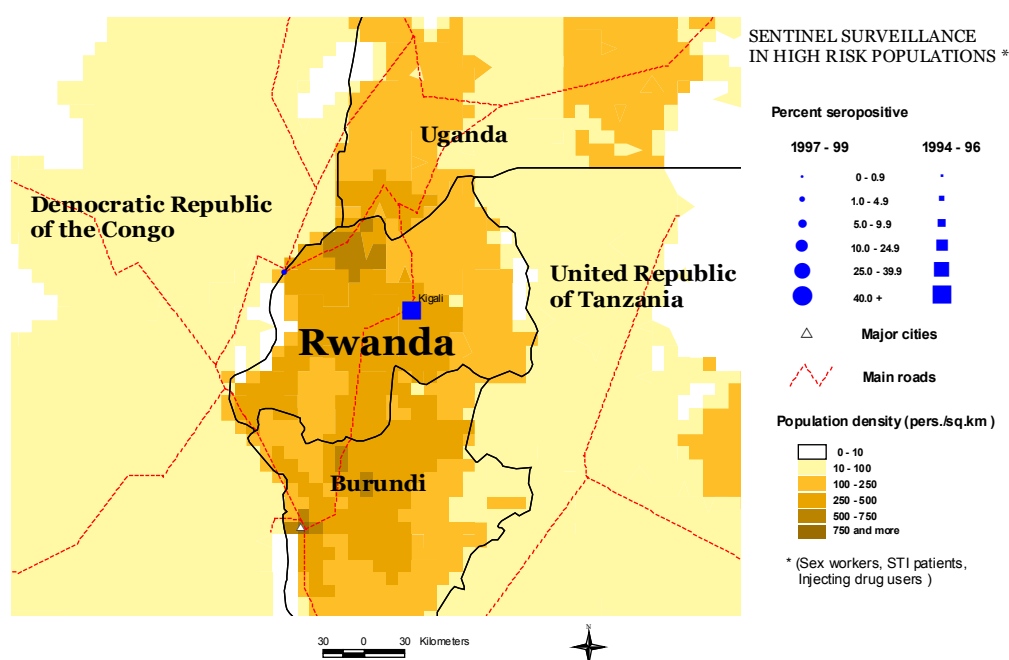 SENTINEL SURVEILLANCE
IN HIGH RISK POPULATIONS *
Percent seropositive
1997 - 99 1994 - 96
0 - 0.9
1.0 - 4.9
5.0 - 9.9
10.0 - 24.9
25.0 - 39.9
40.0 +
Major cities
Main roads
Population density (pers./sq.km )
0 - 10
10 - 100
100 - 250
250 - 500
500 - 750
750 and more
* (Sex workers, STI patients,
Injecting drug users )
Uganda
Democratic Republic
of the Congo
United Republic
of Tanzania
Kigali
Rwanda
Burundi
30 0 30 Kilometers
N